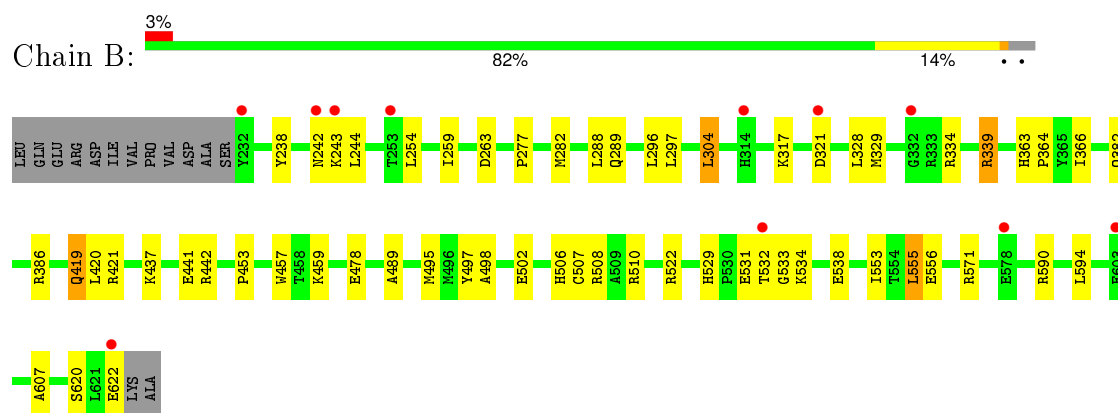 3%
Chain B:
82% 14% • •
LEU GLN GLU ARG ASP ILE VAL PRO VAL ASP ALA SER Y232 Y238 N242 K243 L244 T253 L254 I259 D263 P277 M282 L288 Q289 L296 L297 L304 H314 K317 D321 L328 M329 G332 R333 R334 R339 H363 P364 Y365 I366 Q382
R386 Q419 L420 R421 K437 E441 R442 P453 W457 T458 K459 E478 A489 M495 M496 Y497 A498 E502 H506 C507 R508 A509 R510 R522 H529 P530 E531 T532 G533 K534 E538 I553 T554 L555 E556 R571 E578 R590 L594
A607 S620 L621 E622 LYS ALA